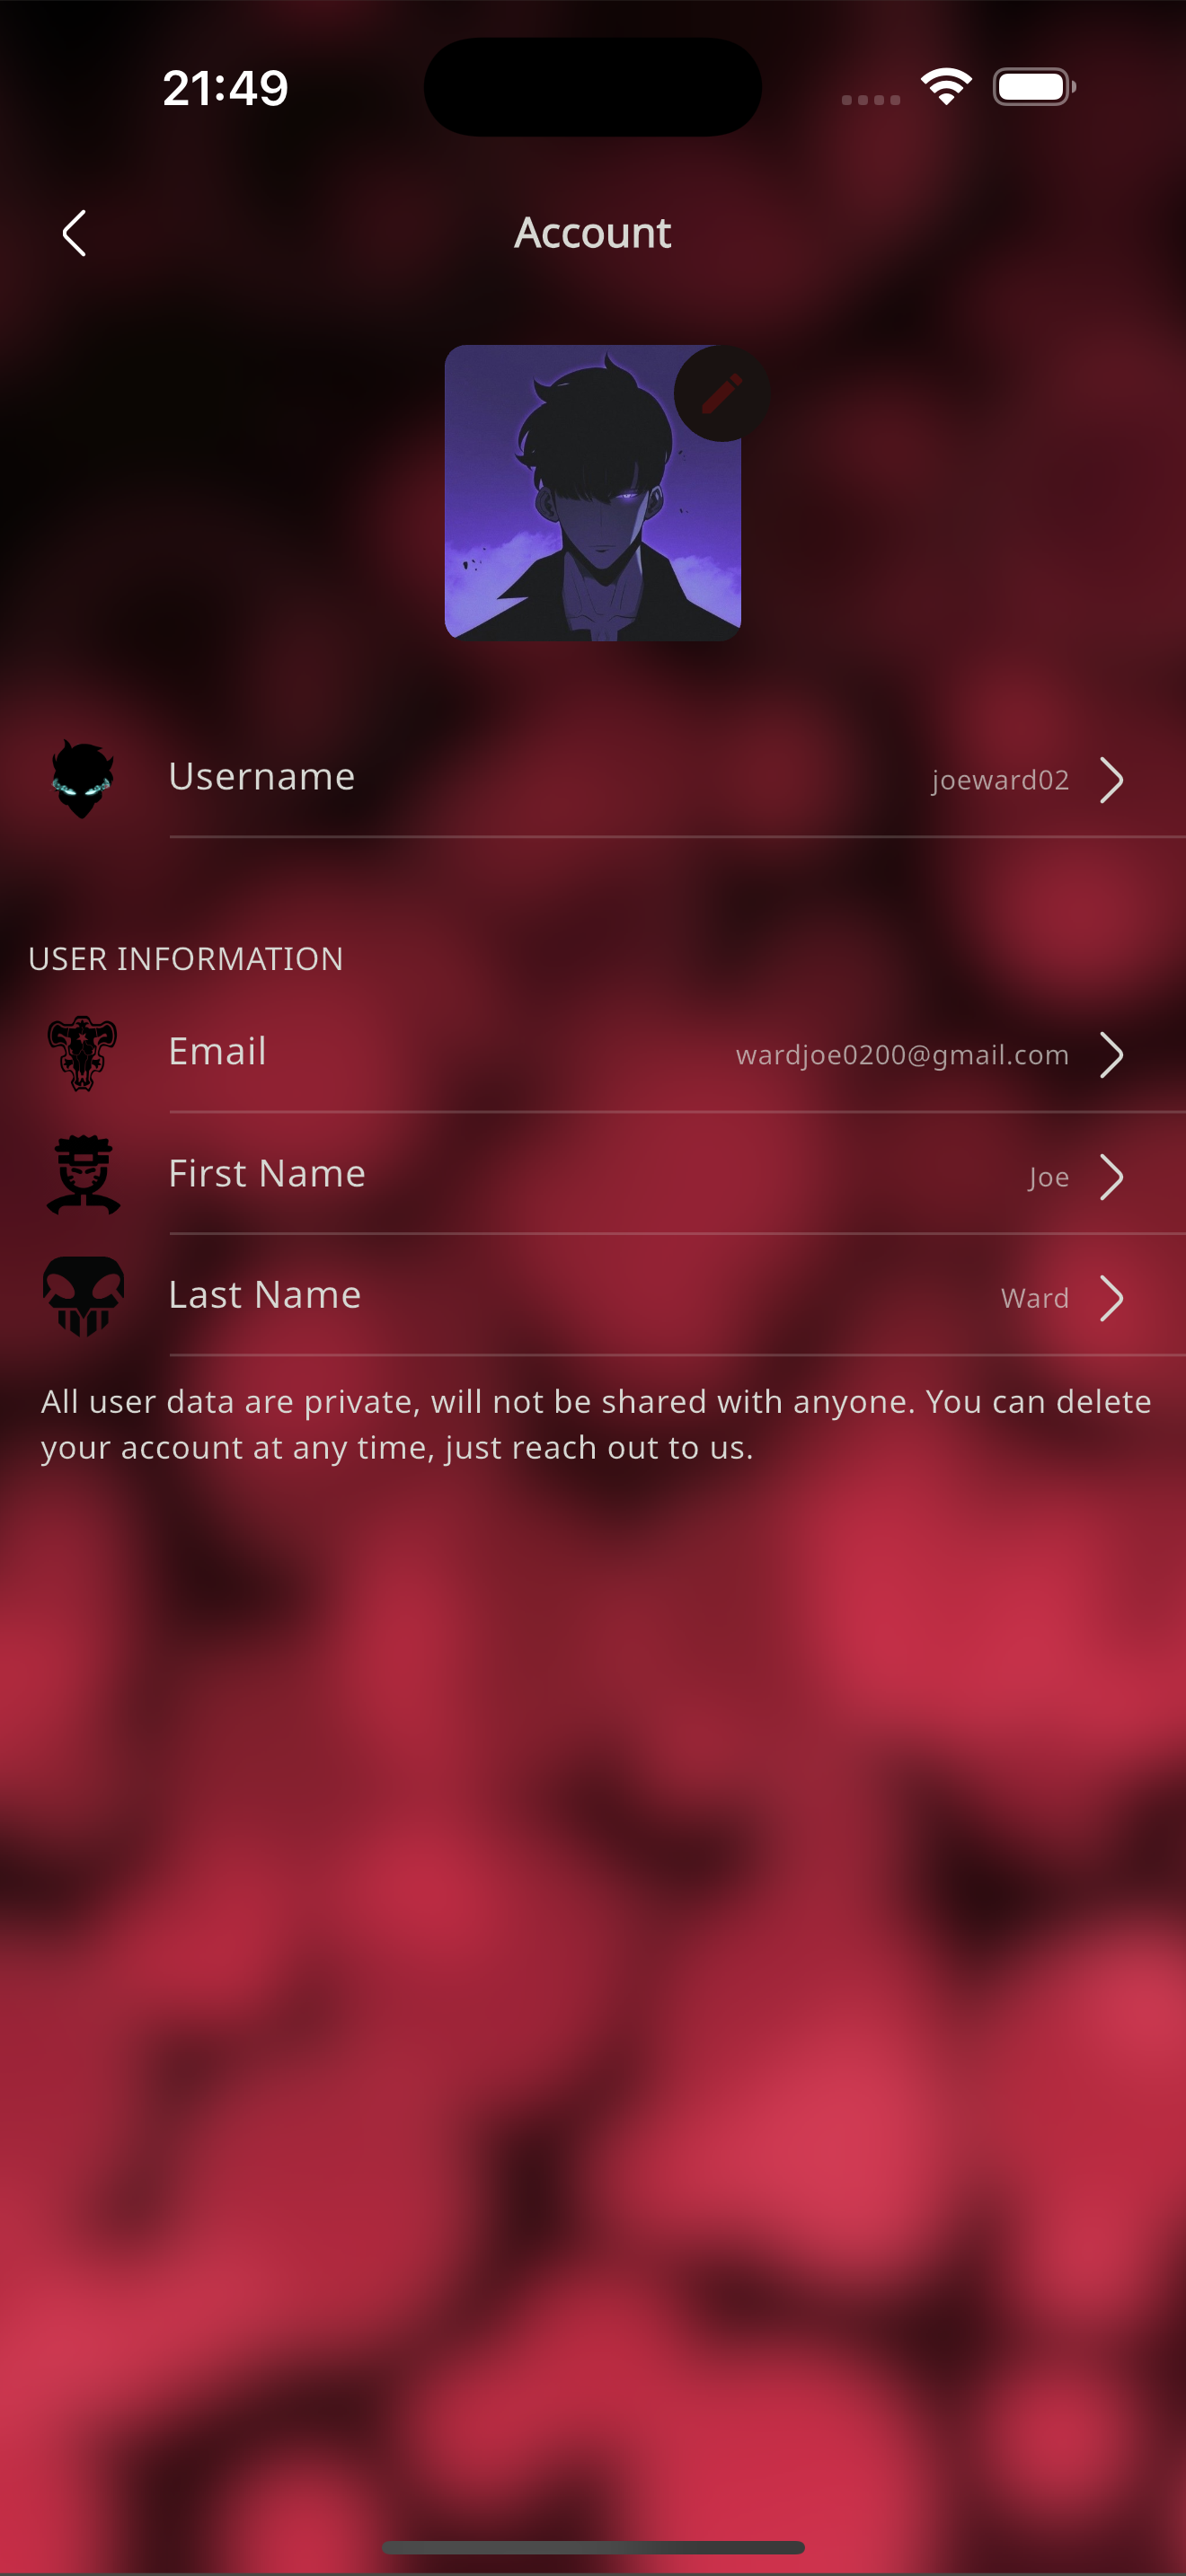 21:49
Account
Username
joeward02
USER INFORMATION
Email
wardjoe0200@gmail.com
First Name
Joe
Last Name
Ward
All user data are private, will not be shared with anyone. You can delete
your account at any time, just reach out to us.